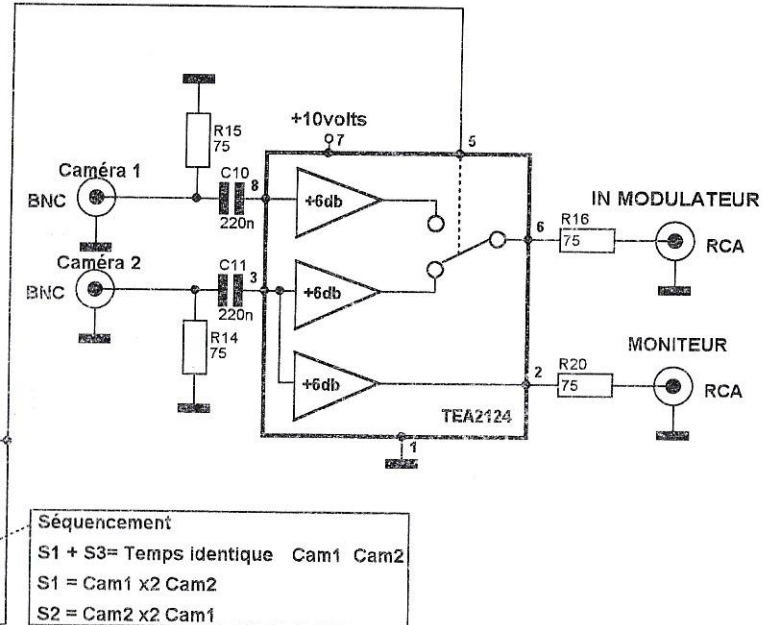 +10volts
7
5
R15
75
Caméra 1
C10
8
BNC
220n
+6db
6
R16
75
IN MODULATEUR
RCA
Caméra 2
C11
3
BNC
220n
+6db
R14
75
+6db
2
R20
75
MONITEUR
RCA
TEA2124
1
Séquencement
S1 + S3= Temps identique Cam1 Cam2
S1 = Cam1 x2 Cam2
S2 = Cam2 x2 Cam1